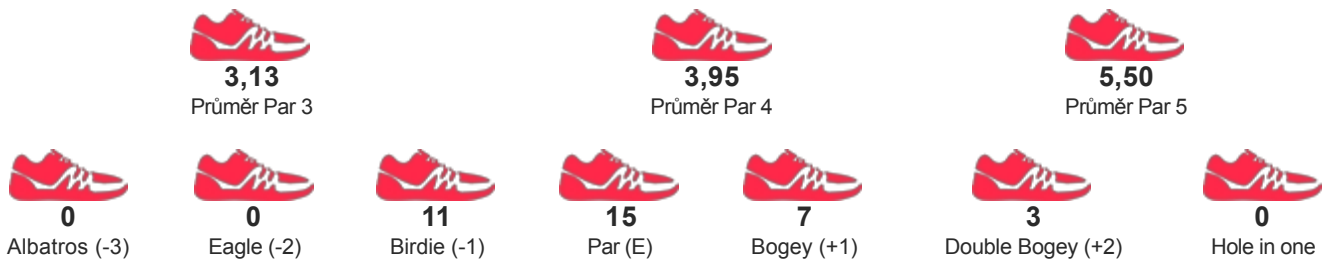 3,13
Průměr Par 3
3,95
Průměr Par 4
5,50
Průměr Par 5
0
Albatros (-3)
0
Eagle (-2)
11
Birdie (-1)
15
Par (E)
7
Bogey (+1)
3
Double Bogey (+2)
0
Hole in one